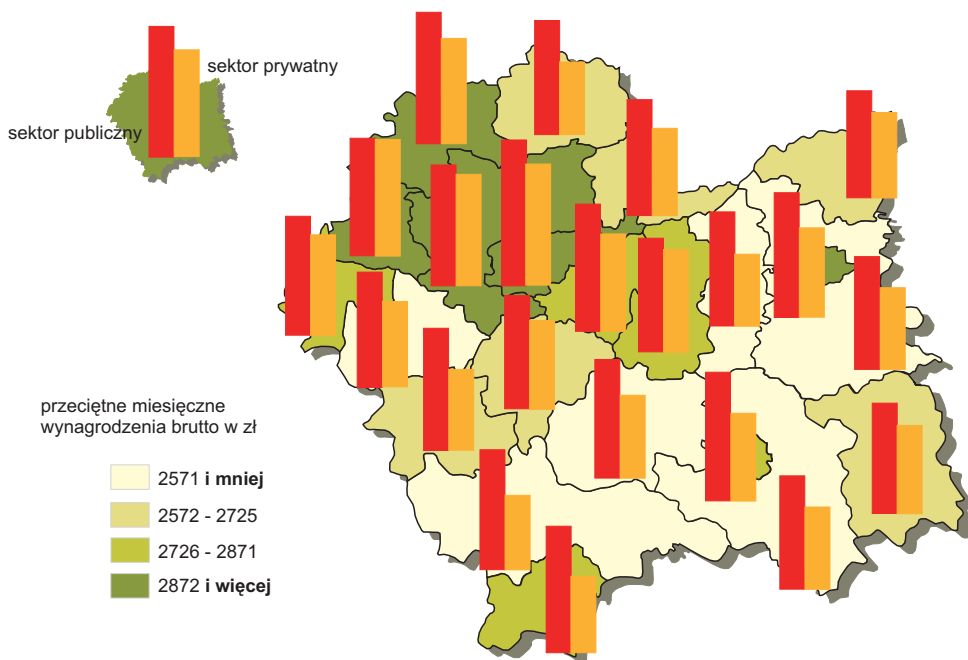 sektor prywatny
sektor publiczny
przeciętne miesięczne
wynagrodzenia brutto w zł
2571 i mniej
2572 - 2725
2726 - 2871
2872 i więcej